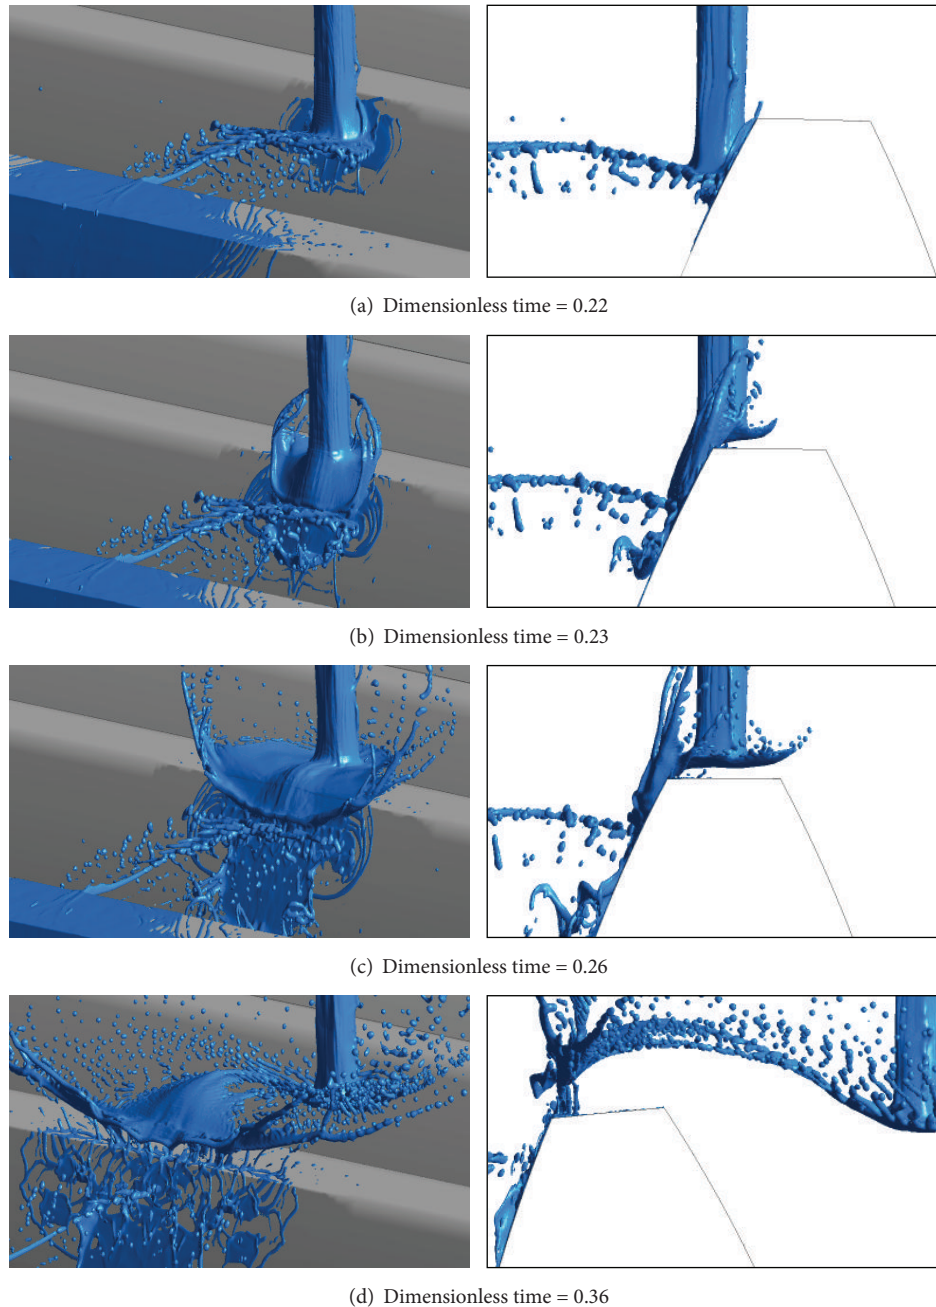 (a) Dimensionless time = 0.22
(b) Dimensionless time = 0.23
(c) Dimensionless time = 0.26
(d) Dimensionless time = 0.36